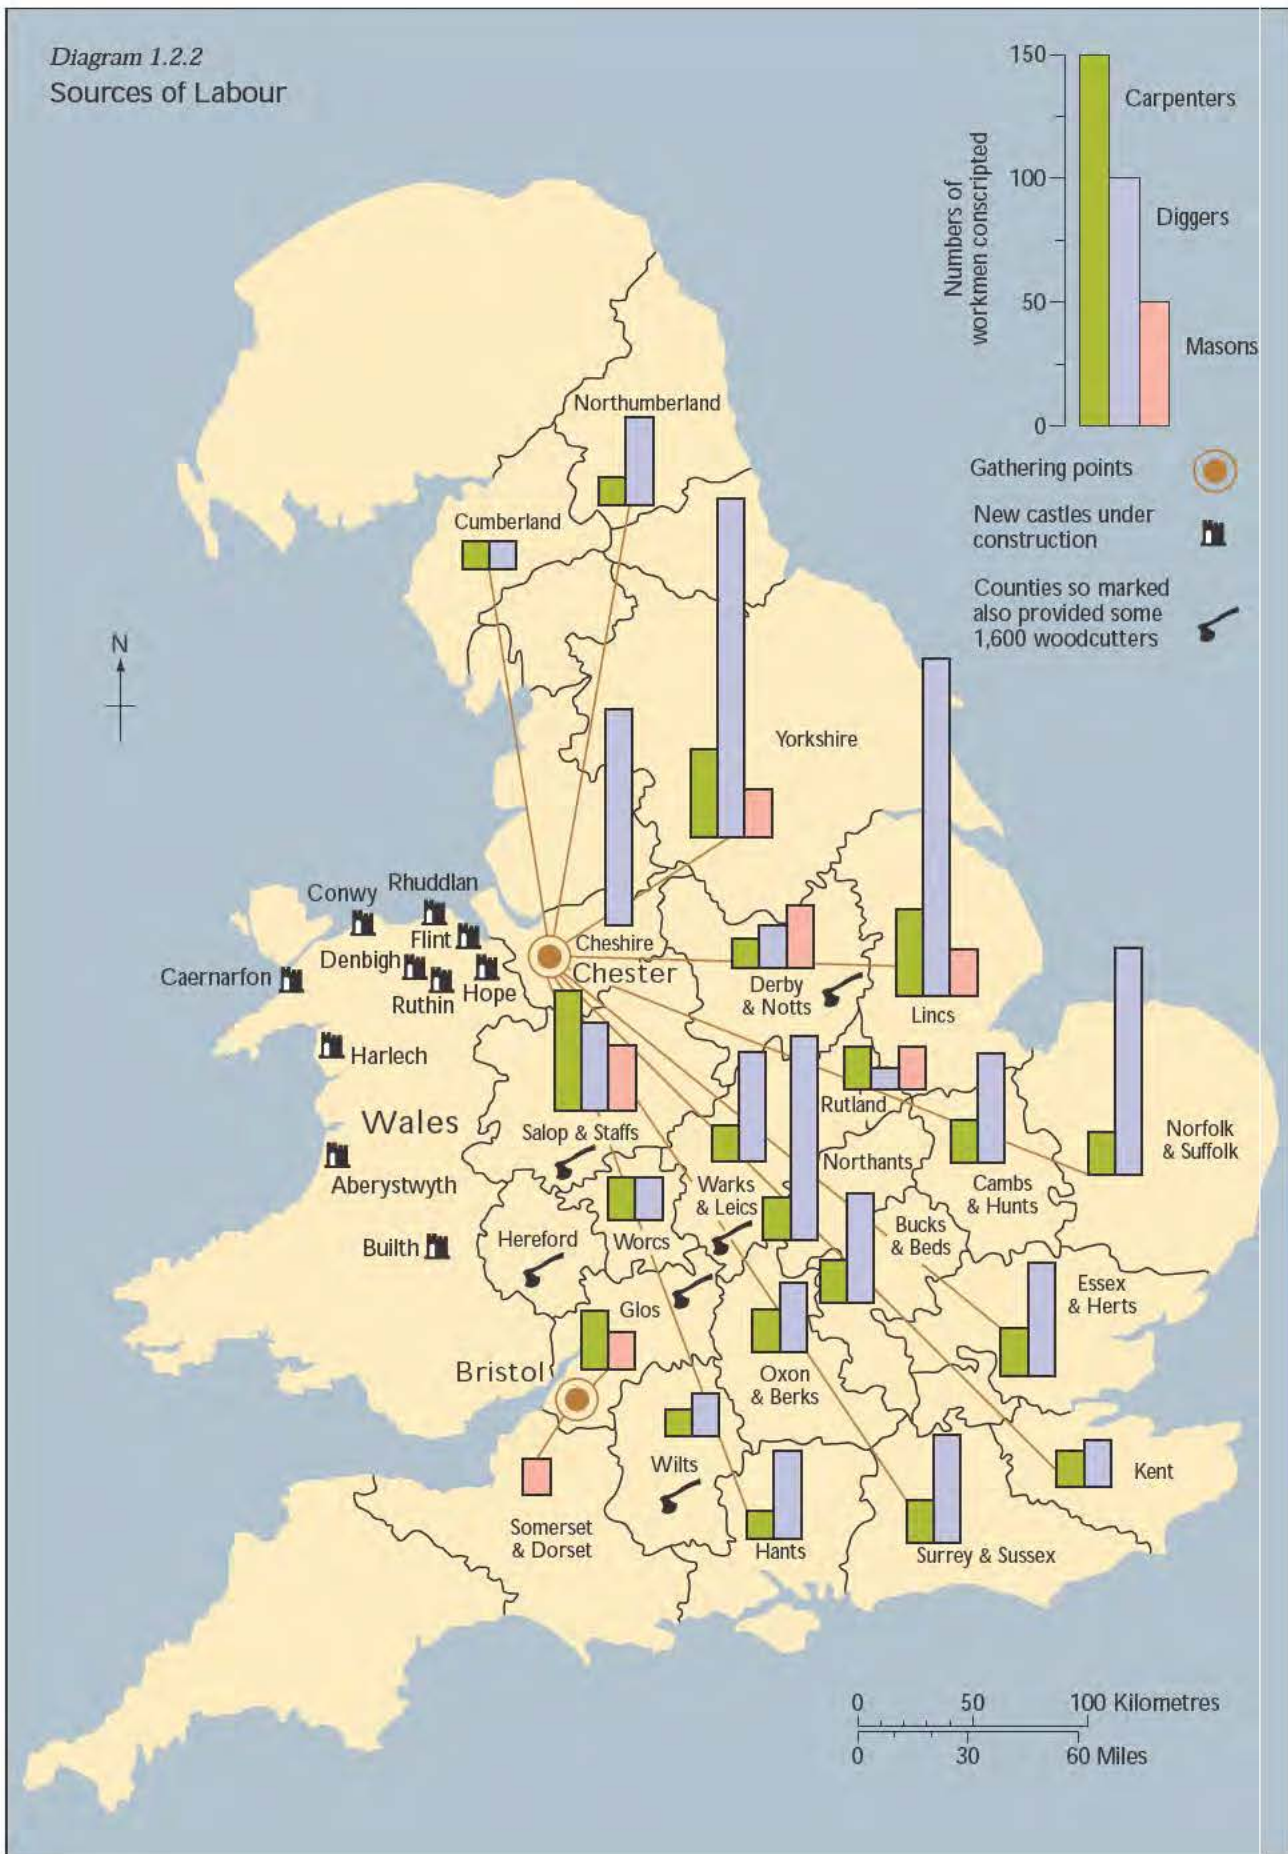 Diagram 1.2.2
Sources of Labour
150
100
50
0
Numbers of
workmen conscripted
Carpenters
Diggers
Masons
Gathering points
New castles under
construction
Counties so marked
also provided some
1,600 woodcutters
N
Northumberland
Cumberland
Yorkshire
Conwy
Rhuddlan
Flint
Denbigh
Caernarfon
Ruthin
Hope
Cheshire
Chester
Derby
& Notts
Lincs
Harlech
Wales
Salop & Staffs
Rutland
Norfolk
& Suffolk
Northants
Aberystwyth
Warks
& Leics
Cambs
& Hunts
Builth
Hereford
Worcs
Bucks
& Beds
Essex
& Herts
Glos
Bristol
Oxon
& Berks
Wilts
Kent
Somerset
& Dorset
Hants
Surrey & Sussex
0 50 100 Kilometres
0 30 60 Miles